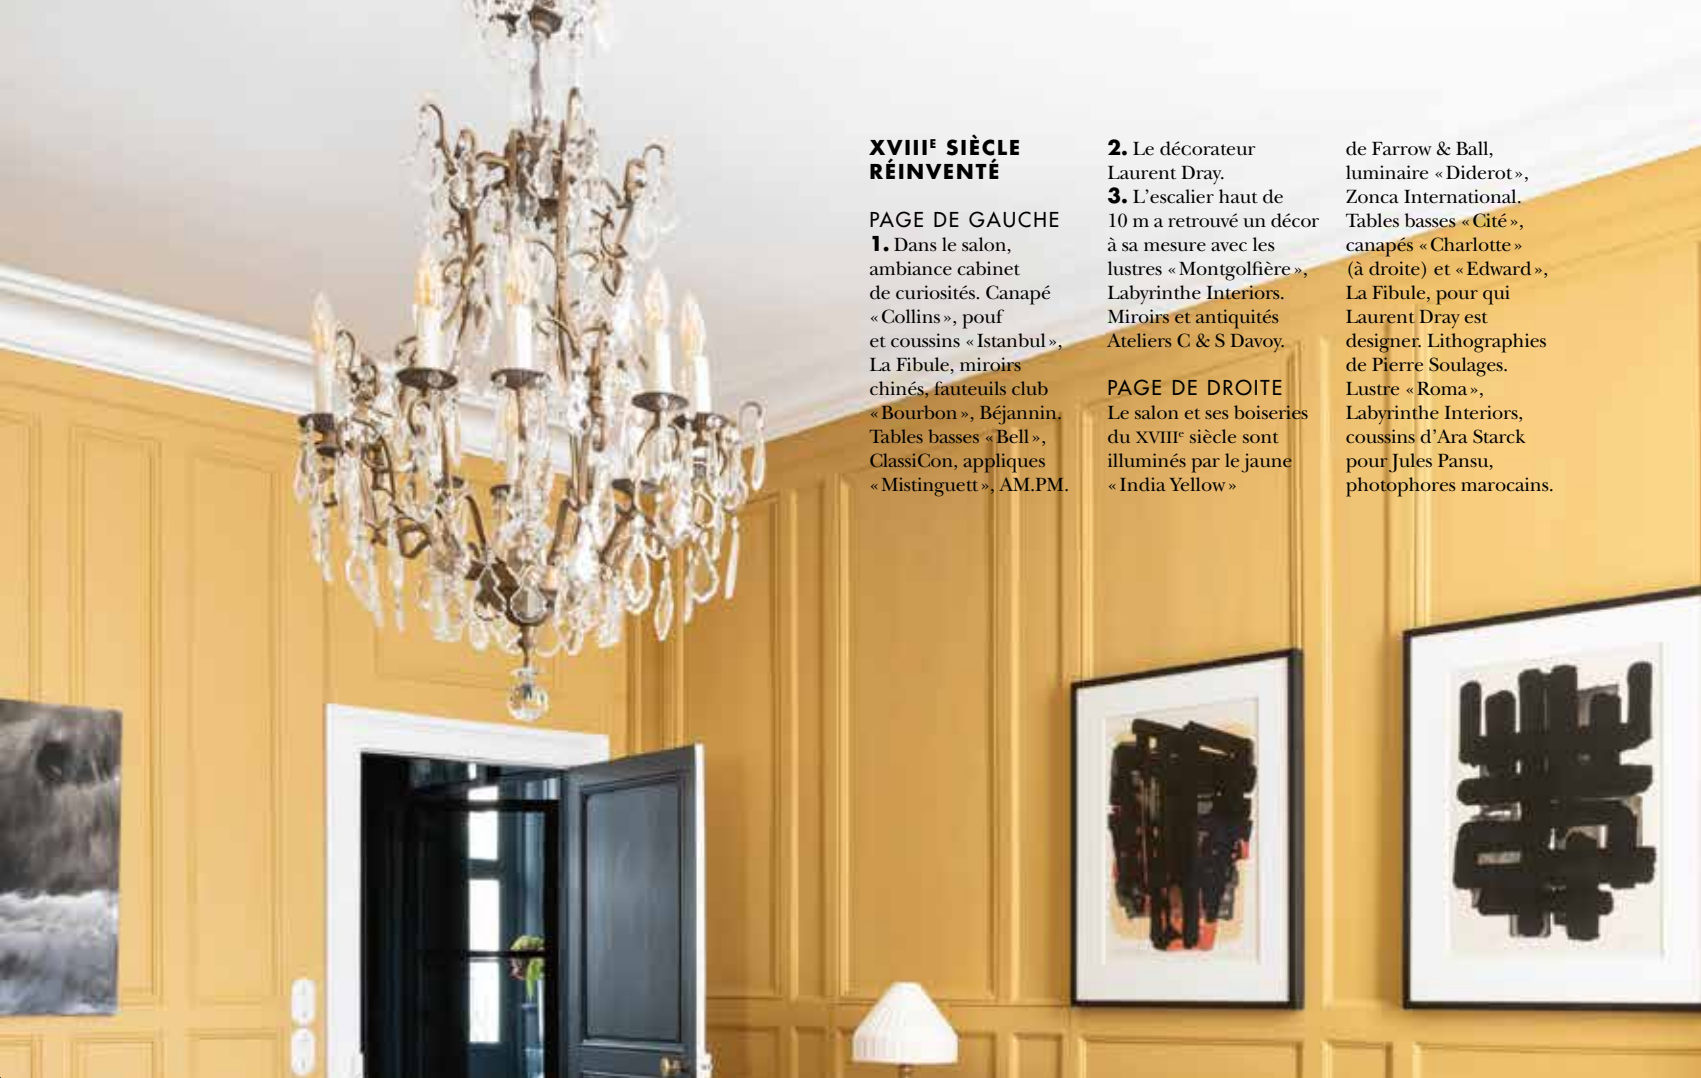 XVIIIE SIÈCLE
RÉINVENTÉ
PAGE DE GAUCHE
1. Dans le salon,
ambiance cabinet
de curiosités. Canapé
« Collins », pouf
et coussins « Istanbul »,
La Fibule, miroirs
chinés, fauteuils club
« Bourbon », Béjannin.
Tables basses « Bell »,
ClassiCon, appliques
« Mistinguett », AM.PM.
2. Le décorateur
Laurent Dray.
3. L’escalier haut de
10 m a retrouvé un décor
à sa mesure avec les
lustres « Montgolfière »,
Labyrinthe Interiors.
Miroirs et antiquités
Ateliers C & S Davoy.
PAGE DE DROITE
Le salon et ses boiseries
du XVIIIe siècle sont
illuminés par le jaune
« India Yellow »
de Farrow & Ball,
luminaire « Diderot »,
Zonca International.
Tables basses « Cité »,
canapés « Charlotte »
(à droite) et « Edward »,
La Fibule, pour qui
Laurent Dray est
designer. Lithographies
de Pierre Soulages.
Lustre « Roma »,
Labyrinthe Interiors,
coussins d’Ara Starck
pour Jules Pansu,
photophores marocains.